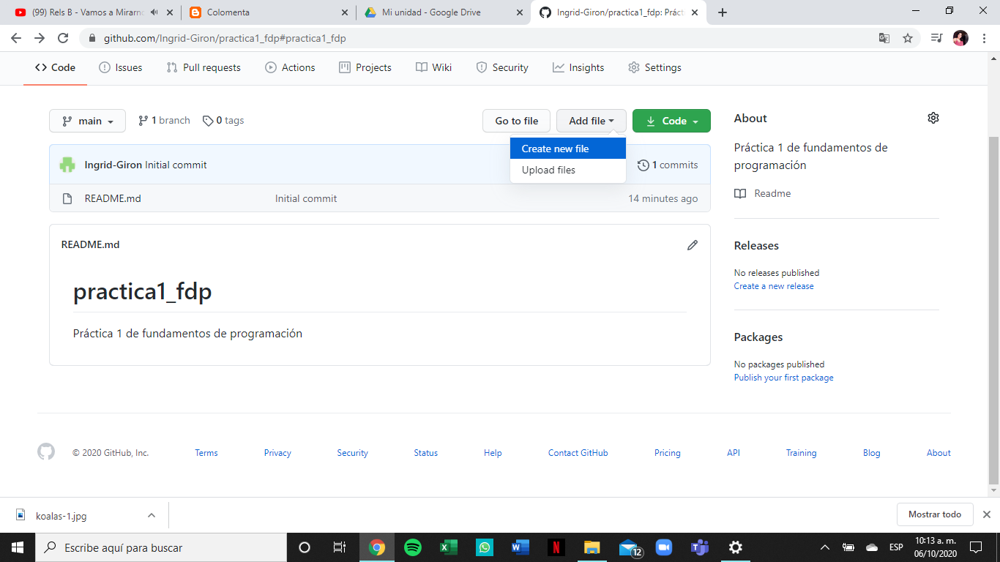 (99) Rels B - Vamos a Mirarno
Colomenta
Mi unidad - Google Drive
Ingrid-Giron/practica1_fdp: Prác
github.com/Ingrid-Giron/practica1_fdp#practica1_fdp
Code Issues Pull requests Actions Projects Wiki Security Insights Settings
main 1 branch 0 tags Go to file Add file Code
Create new file
Upload files
Ingrid-Giron Initial commit 1 commits
README.md Initial commit 14 minutes ago
README.md
practica1_fdp
Práctica 1 de fundamentos de programación
About
Práctica 1 de fundamentos de
programación
Readme
Releases
No releases published
Create a new release
Packages
No packages published
Publish your first package
© 2020 GitHub, Inc. Terms Privacy Security Status Help Contact GitHub Pricing API Training Blog About
koalas-1.jpg Mostrar todo
Escribe aquí para buscar
12
ESP
10:13 a. m.
06/10/2020